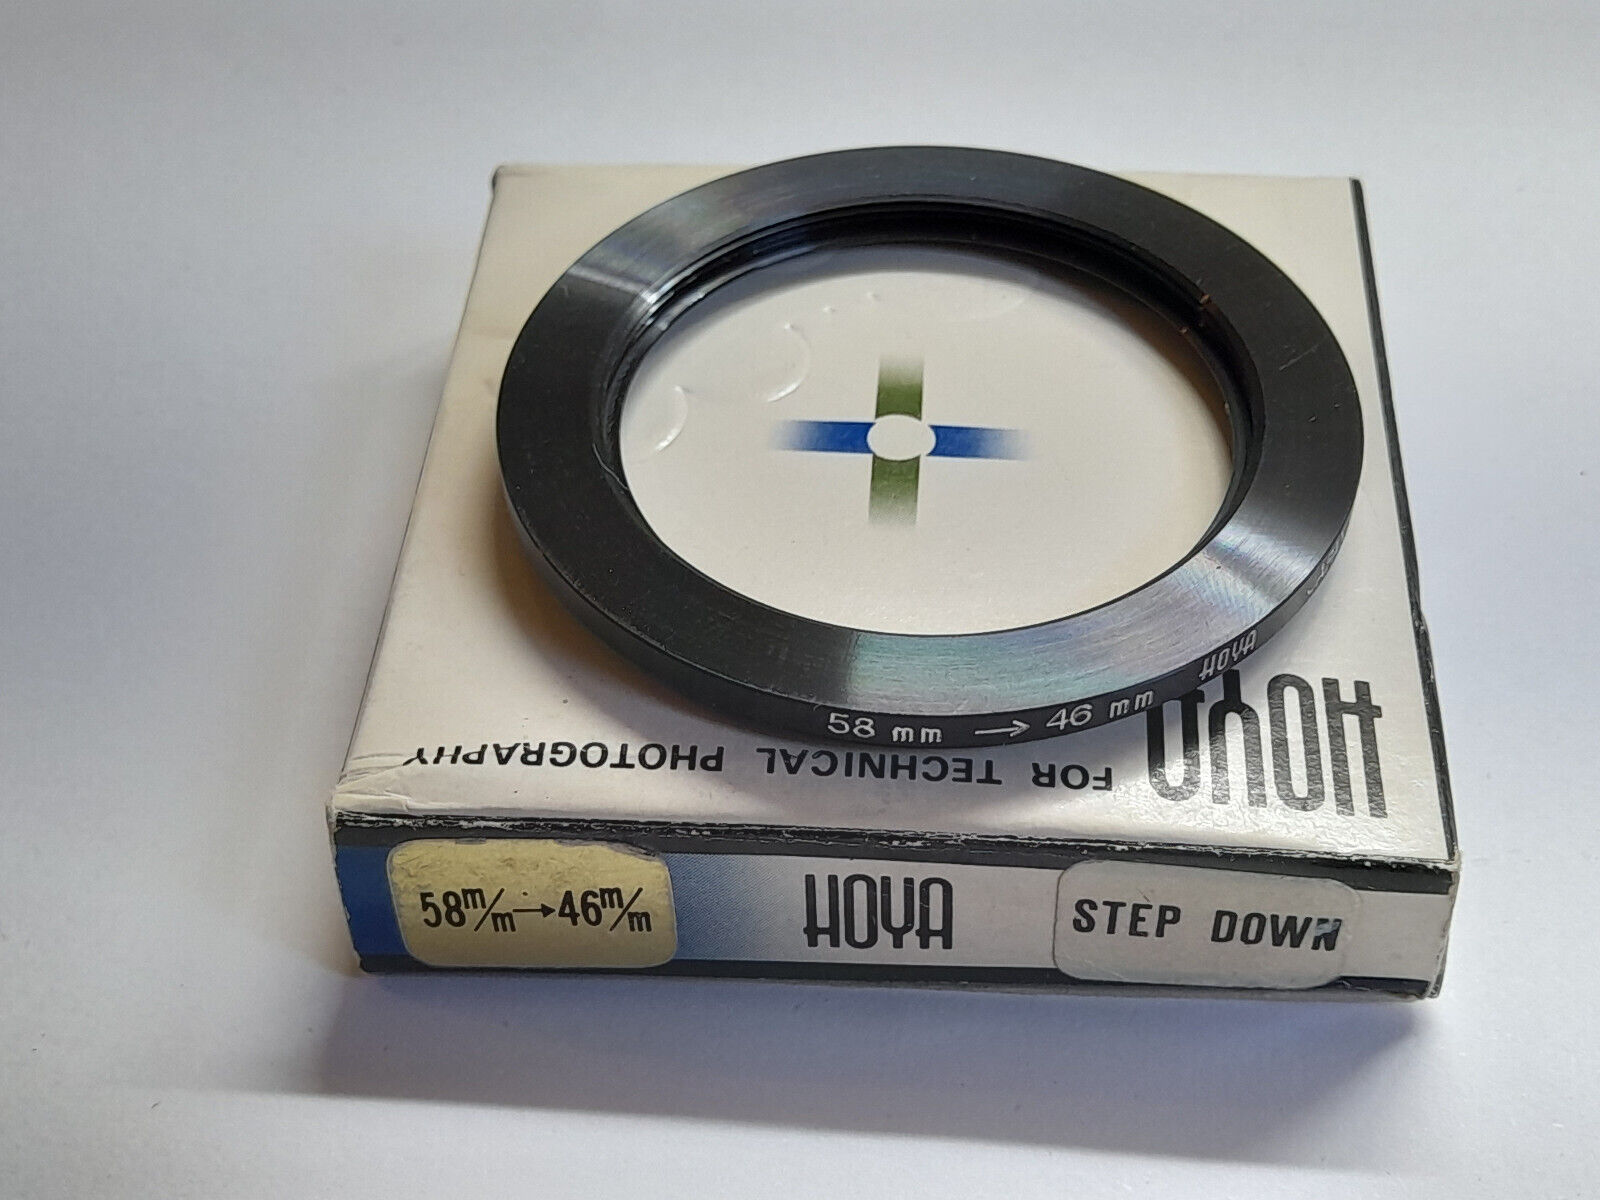 58 mm → 46 mm HOYA
HOYA FOR TECHNICAL PHOTOGRAPHY
58m/m→46m/m HOYA STEP DOWN